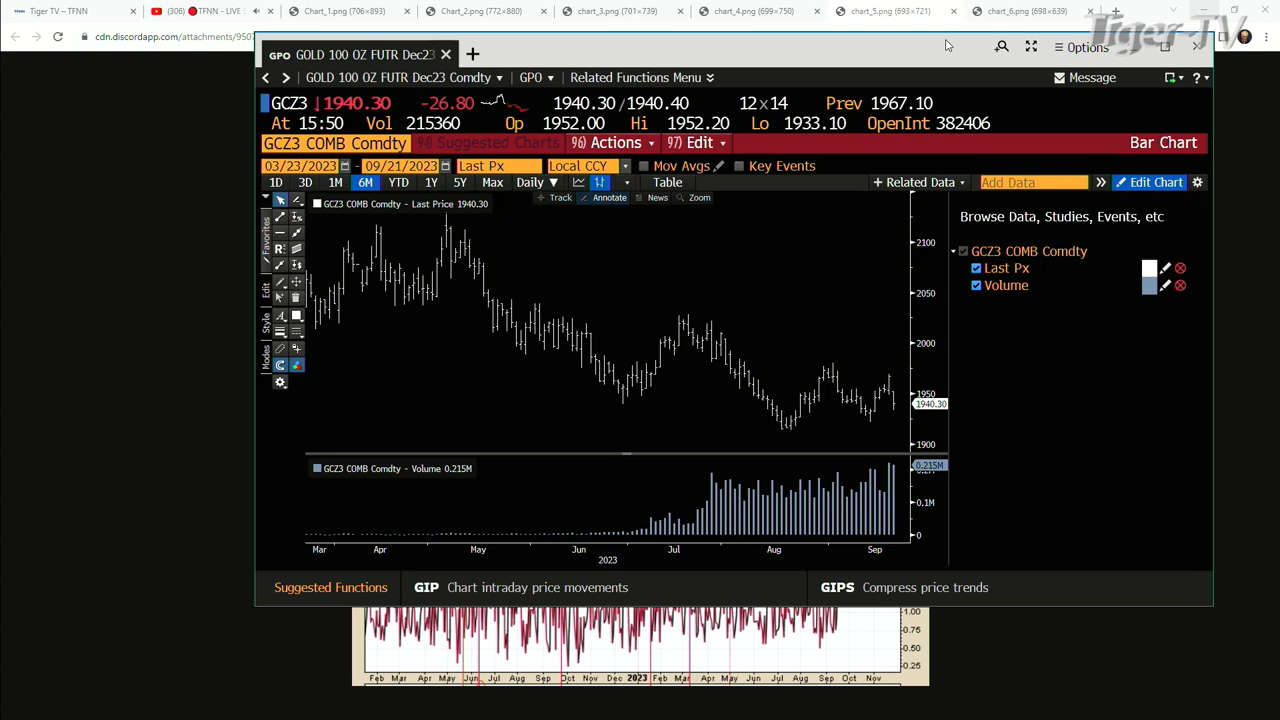 Tiger TV – TFNN
(306) TFNN - LIVE S
Chart_1.png (706×893)
Chart_2.png (772×880)
chart_3.png (701×739)
chart_4.png (699×750)
chart_5.png (693×721)
chart_6.png (698×639)
cdn.discordapp.com/attachments/950
Tiger-TV
GPO GOLD 100 OZ FUTR Dec23
Options
GOLD 100 OZ FUTR Dec23 Comdty GPO Related Functions Menu
Message
GCZ3 ↓1940.30 -26.80 1940.30/1940.40 12x14 Prev 1967.10
At 15:50 Vol 215360 Op 1952.00 Hi 1952.20 Lo 1933.10 OpenInt 382406
GCZ3 COMB Comdty 94) Suggested Charts 96) Actions 97) Edit Bar Chart
03/23/2023 - 09/21/2023 Last Px Local CCY Mov Avgs Key Events
1D 3D 1M 6M YTD 1Y 5Y Max Daily ▼ Table + Related Data Add Data » Edit Chart
Track Annotate News Zoom
GCZ3 COMB Comdty - Last Price 1940.30
Favorites
Edit
Style
Modes
2100
2050
2000
1950
1940.30
1900
Browse Data, Studies, Events, etc
GCZ3 COMB Comdty
Last Px
Volume
GCZ3 COMB Comdty - Volume 0.215M
0.215M
0.1M
0
Mar Apr May Jun Jul Aug Sep
2023
Suggested Functions GIP Chart intraday price movements GIPS Compress price trends
1.00
0.75
0.50
0.25
Feb Mar Apr May Jun Jul Aug Sep Oct Nov Dec 2023 Feb Mar Apr May Jun Jul Aug Sep Oct Nov